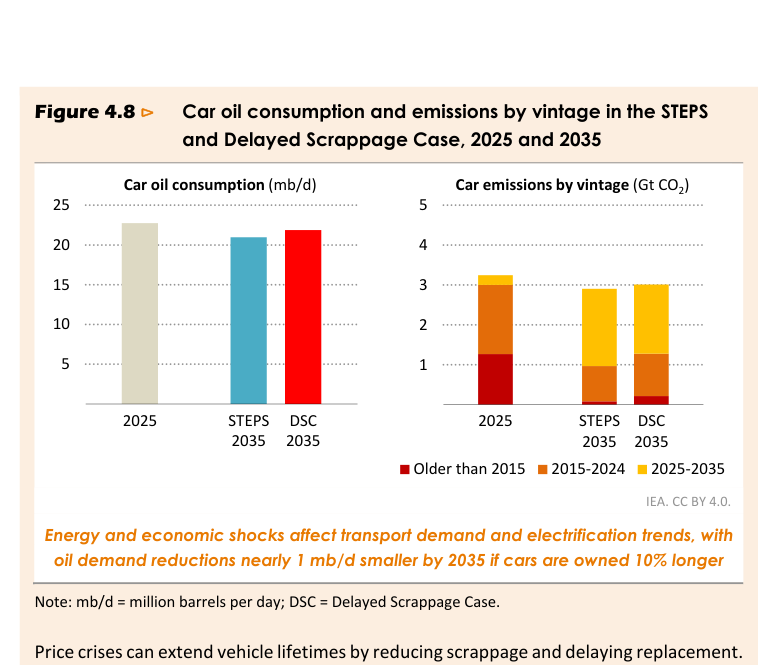 Figure 4.8 ▻ Car oil consumption and emissions by vintage in the STEPS
and Delayed Scrappage Case, 2025 and 2035
Car oil consumption (mb/d)
25
20
15
10
5
2025
STEPS
2035
DSC
2035
Car emissions by vintage (Gt CO₂)
5
4
3
2
1
2025
STEPS
2035
DSC
2035
Older than 2015
2015-2024
2025-2035
IEA. CC BY 4.0.
Energy and economic shocks affect transport demand and electrification trends, with
oil demand reductions nearly 1 mb/d smaller by 2035 if cars are owned 10% longer
Note: mb/d = million barrels per day; DSC = Delayed Scrappage Case.
Price crises can extend vehicle lifetimes by reducing scrappage and delaying replacement.